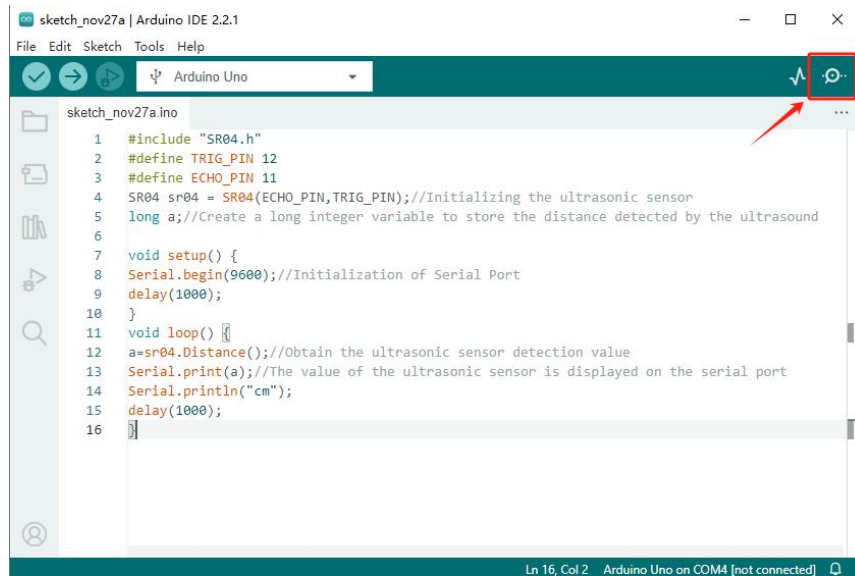 sketch_nov27a | Arduino IDE 2.2.1
File Edit Sketch Tools Help
Arduino Uno
sketch_nov27a.ino
1 #include "SR04.h"
2 #define TRIG_PIN 12
3 #define ECHO_PIN 11
4 SR04 sr04 = SR04(ECHO_PIN,TRIG_PIN);//Initializing the ultrasonic sensor
5 long a;//Create a long integer variable to store the distance detected by the ultrasound
6
7 void setup() {
8 Serial.begin(9600);//Initialization of Serial Port
9 delay(1000);
10 }
11 void loop() {
12 a=sr04.Distance();//Obtain the ultrasonic sensor detection value
13 Serial.print(a);//The value of the ultrasonic sensor is displayed on the serial port
14 Serial.println("cm");
15 delay(1000);
16 }
Ln 16, Col 2 Arduino Uno on COM4 [not connected]